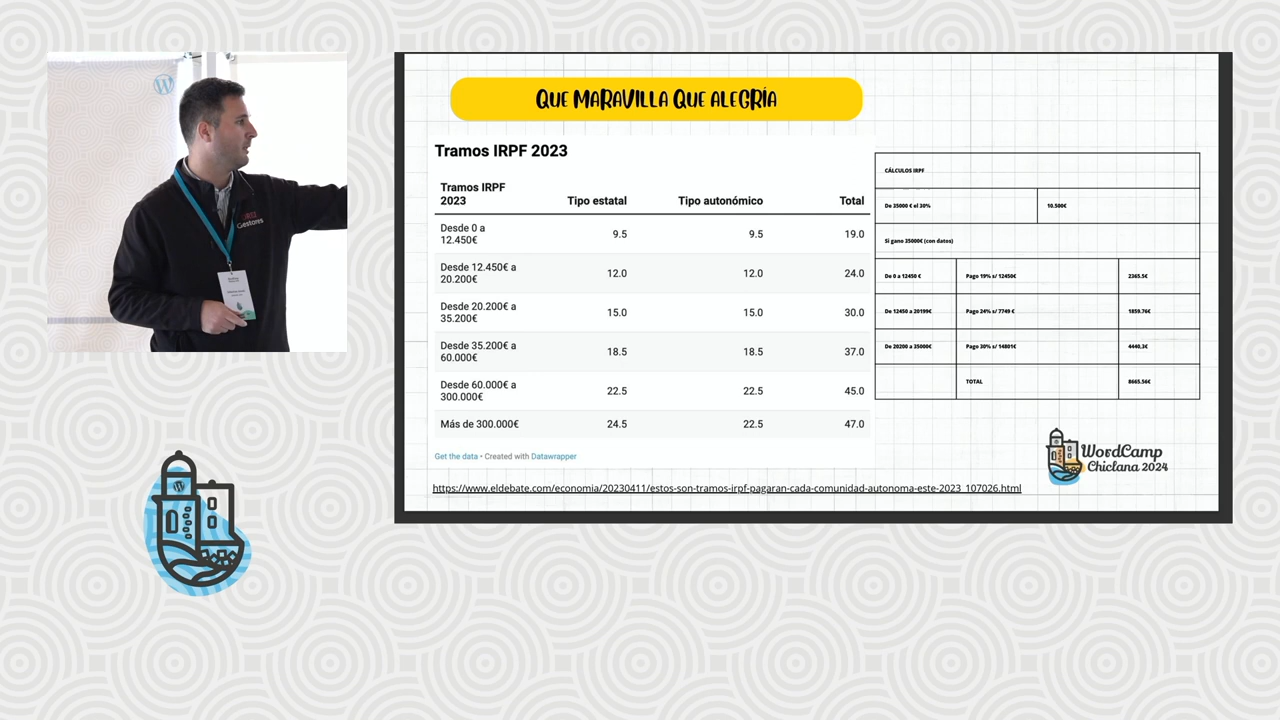 QUE MARAVILLA QUE ALEGRÍA
Tramos IRPF 2023
Tramos IRPF
2023
Tipo estatal
Tipo autonómico
Total
Desde 0 a
12.450€
9.5
9.5
19.0
Desde 12.450€ a
20.200€
12.0
12.0
24.0
Desde 20.200€ a
35.200€
15.0
15.0
30.0
Desde 35.200€ a
60.000€
18.5
18.5
37.0
Desde 60.000€ a
300.000€
22.5
22.5
45.0
Más de 300.000€
24.5
22.5
47.0
Get the data • Created with Datawrapper
https://www.eldebate.com/economia/20230411/estos-son-tramos-irpf-pagaran-cada-comunidad-autonoma-este-2023_107026.html
CÁLCULOS IRPF
De 35000 € el 30%
10.500€
Si gano 35000€ (con datos)
De 0 a 12450 €
Pago 19% s/ 12450€
2365.5€
De 12450 a 20199€
Pago 24% s/ 7749 €
1859.76€
De 20200 a 35000€
Pago 30% s/ 14801€
4440.3€
TOTAL
8665.56€
WordCamp
Chiclana 2024
Gestores